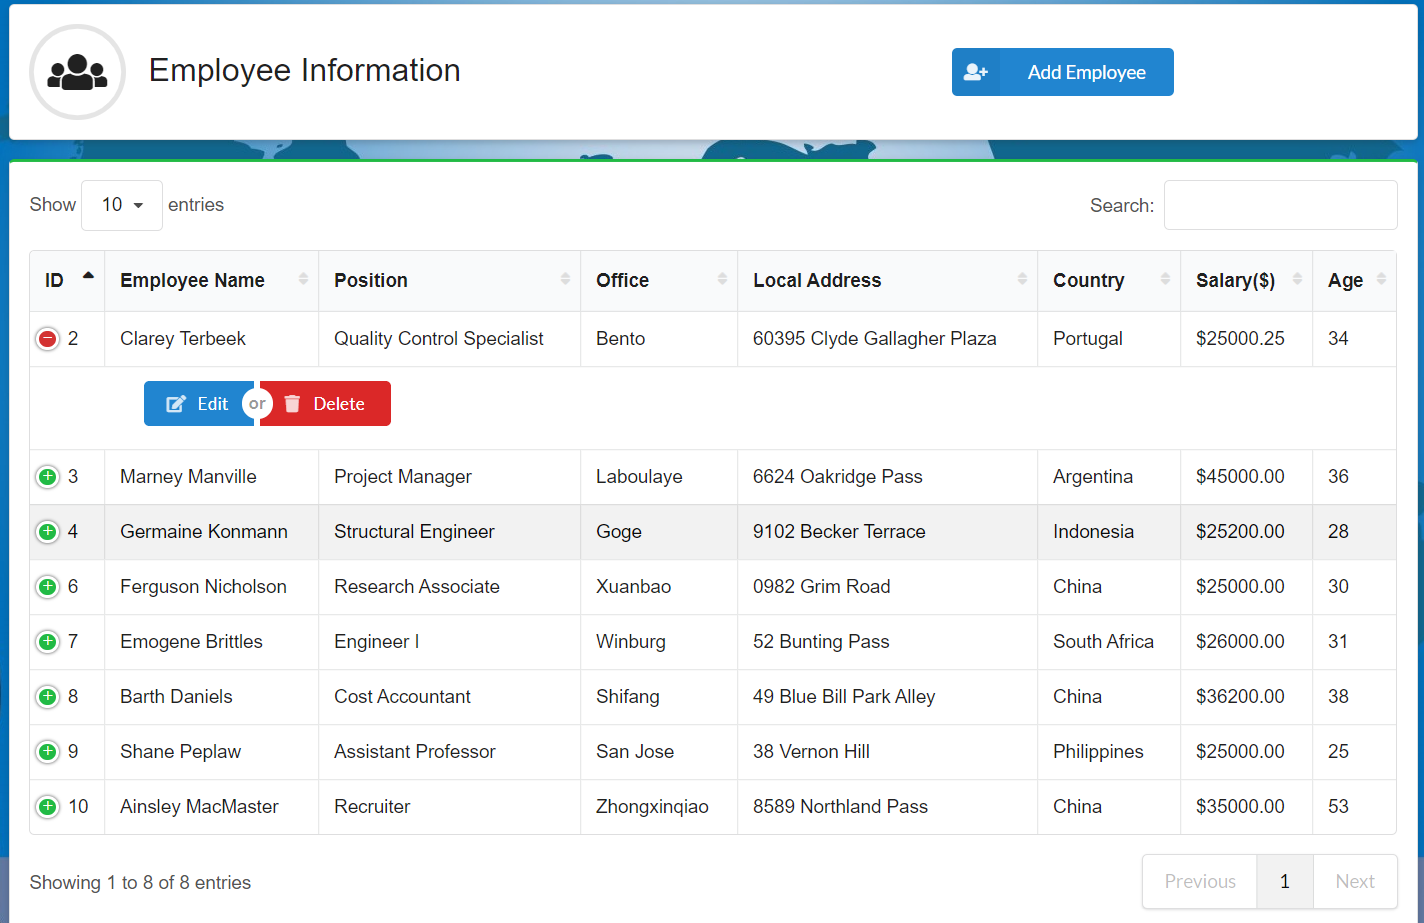 Employee Information
Add Employee
Show 10 entries
Search:
ID Employee Name Position Office Local Address Country Salary($) Age
2 Clarey Terbeek Quality Control Specialist Bento 60395 Clyde Gallagher Plaza Portugal $25000.25 34
Edit or Delete
3 Marney Manville Project Manager Laboulaye 6624 Oakridge Pass Argentina $45000.00 36
4 Germaine Konmann Structural Engineer Goge 9102 Becker Terrace Indonesia $25200.00 28
6 Ferguson Nicholson Research Associate Xuanbao 0982 Grim Road China $25000.00 30
7 Emogene Brittles Engineer I Winburg 52 Bunting Pass South Africa $26000.00 31
8 Barth Daniels Cost Accountant Shifang 49 Blue Bill Park Alley China $36200.00 38
9 Shane Peplaw Assistant Professor San Jose 38 Vernon Hill Philippines $25000.00 25
10 Ainsley MacMaster Recruiter Zhongxinqiao 8589 Northland Pass China $35000.00 53
Showing 1 to 8 of 8 entries
Previous 1 Next